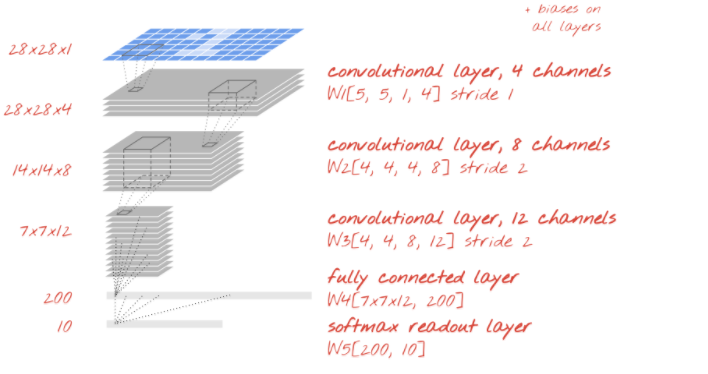 + biases on
all layers
28x28x1
convolutional layer, 4 channels
W1[5, 5, 1, 4] stride 1
28x28x4
convolutional layer, 8 channels
W2[4, 4, 4, 8] stride 2
14x14x8
convolutional layer, 12 channels
W3[4, 4, 8, 12] stride 2
7x7x12
fully connected layer
W4[7x7x12, 200]
200
softmax readout layer
W5[200, 10]
10